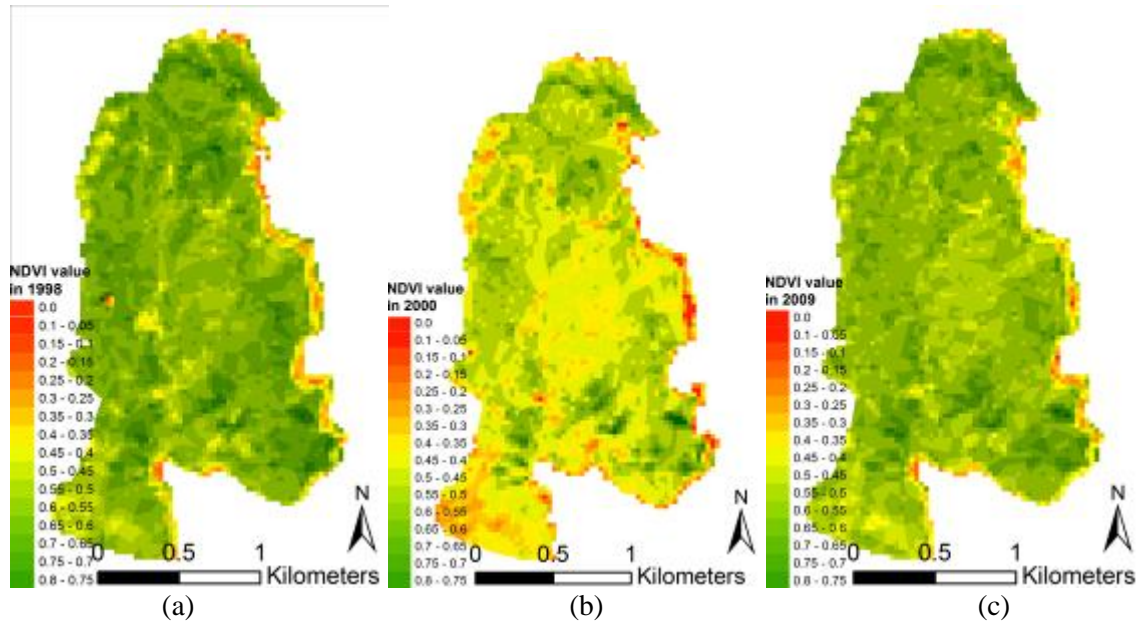 NDVI value
in 1998
0.0
0.1 - 0.05
0.15 - 0.1
0.2 - 0.15
0.25 - 0.2
0.3 - 0.25
0.35 - 0.3
0.4 - 0.35
0.45 - 0.4
0.5 - 0.45
0.55 - 0.5
0.6 - 0.55
0.65 - 0.6
0.7 - 0.65
0.75 - 0.7
0.8 - 0.75
N
0 0.5 1
Kilometers
(a)
NDVI value
in 2000
0.0
0.1 - 0.05
0.15 - 0.1
0.2 - 0.15
0.25 - 0.2
0.3 - 0.25
0.35 - 0.3
0.4 - 0.35
0.45 - 0.4
0.5 - 0.45
0.55 - 0.5
0.6 - 0.55
0.65 - 0.6
0.7 - 0.65
0.75 - 0.7
0.8 - 0.75
N
0 0.5 1
Kilometers
(b)
NDVI value
in 2009
0.0
0.1 - 0.05
0.15 - 0.1
0.2 - 0.15
0.25 - 0.2
0.3 - 0.25
0.35 - 0.3
0.4 - 0.35
0.45 - 0.4
0.5 - 0.45
0.55 - 0.5
0.6 - 0.55
0.65 - 0.6
0.7 - 0.65
0.75 - 0.7
0.8 - 0.75
N
0 0.5 1
Kilometers
(c)